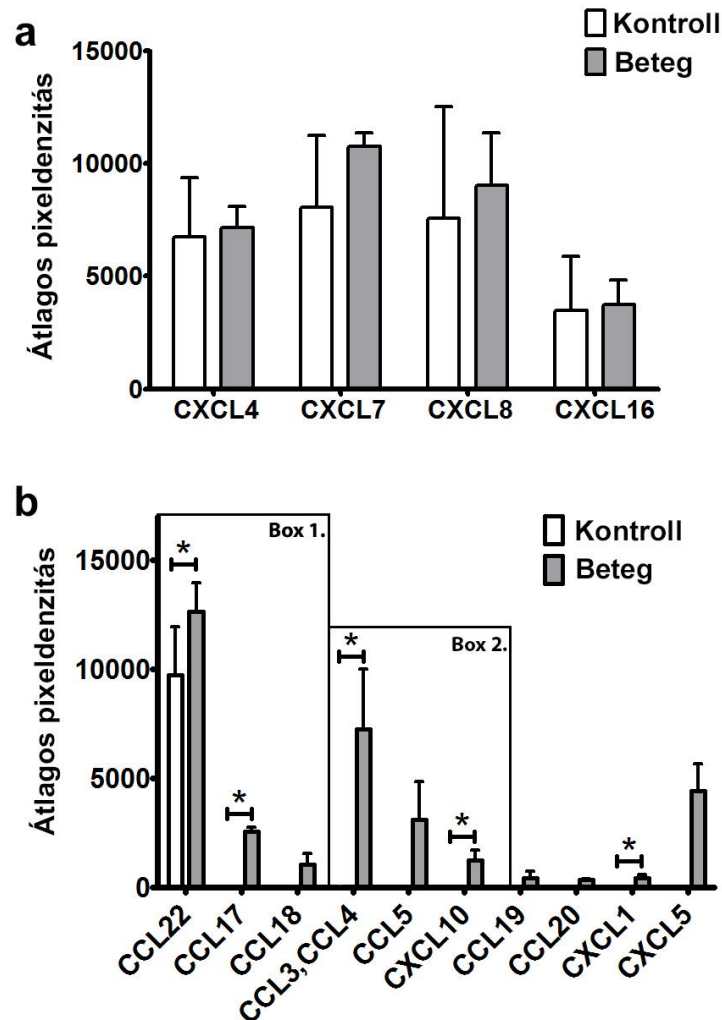 a
Kontroll
Beteg
Átlagos pixeldenzitás
15000
10000
5000
0
CXCL4 CXCL7 CXCL8 CXCL16
b
Kontroll
Beteg
Box 1.
Box 2.
Átlagos pixeldenzitás
15000
10000
5000
0
* * * * *
CCL22 CCL17 CCL18 CCL3,CCL4 CCL5 CXCL10 CCL19 CCL20 CXCL1 CXCL5